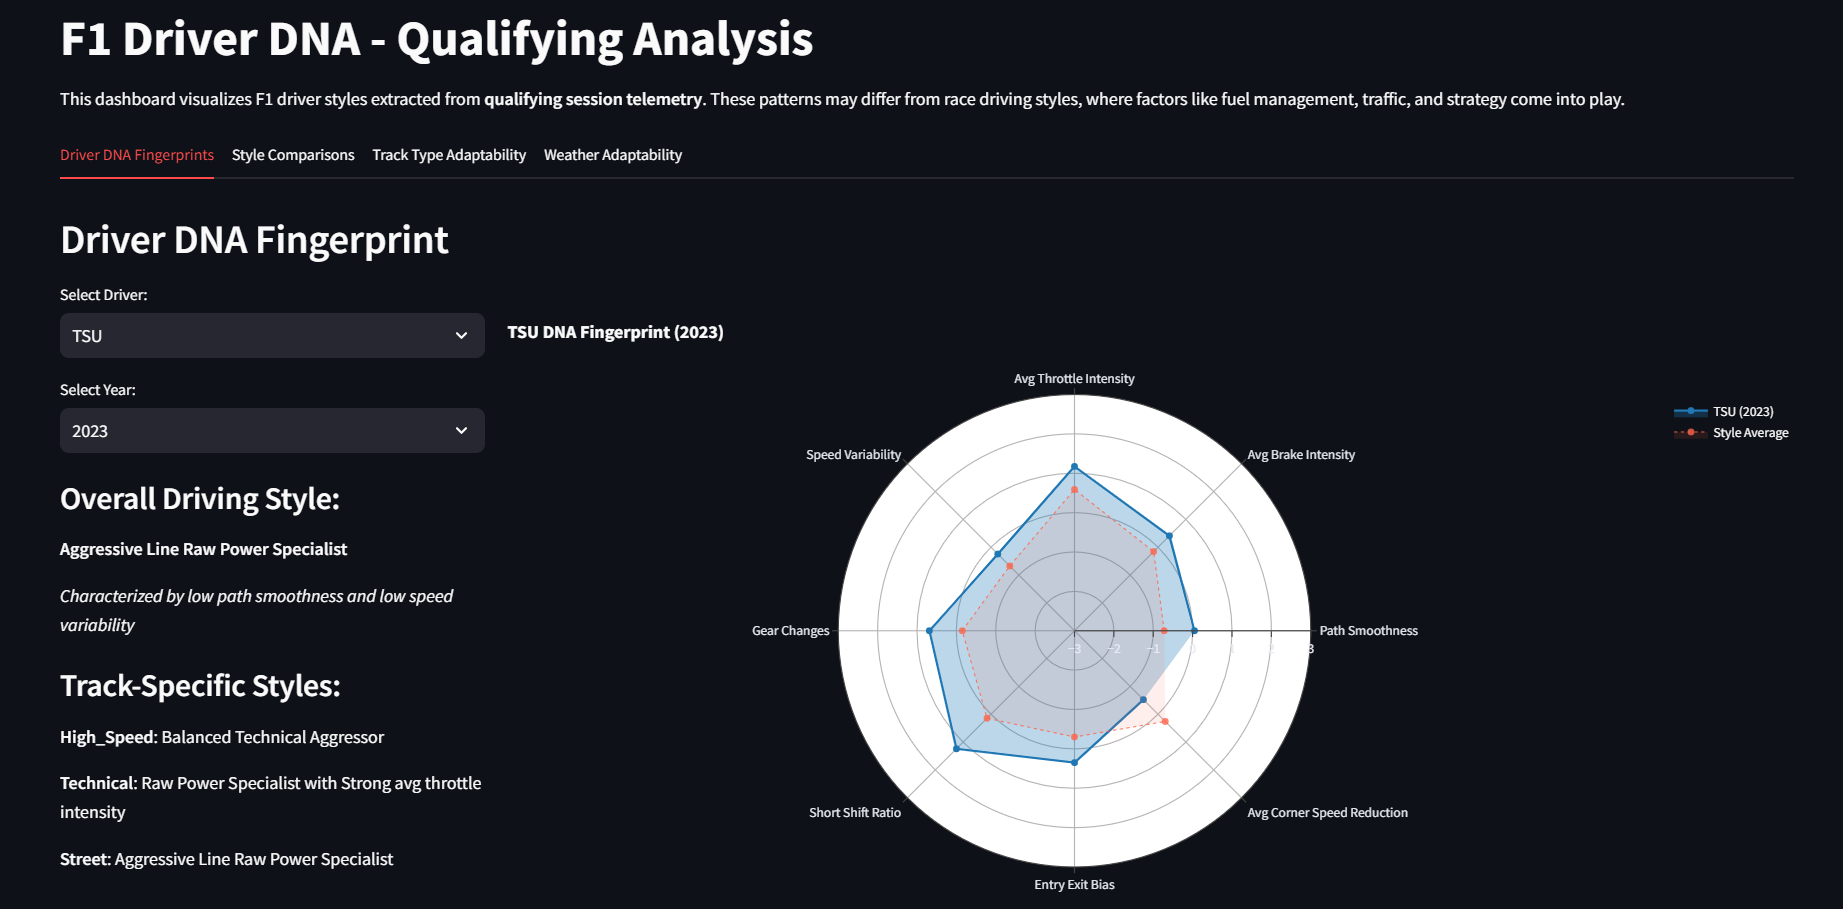 F1 Driver DNA - Qualifying Analysis
This dashboard visualizes F1 driver styles extracted from qualifying session telemetry. These patterns may differ from race driving styles, where factors like fuel management, traffic, and strategy come into play.
Driver DNA Fingerprints Style Comparisons Track Type Adaptability Weather Adaptability
Driver DNA Fingerprint
Select Driver:
TSU
Select Year:
2023
Overall Driving Style:
Aggressive Line Raw Power Specialist
Characterized by low path smoothness and low speed
variability
Track-Specific Styles:
High_Speed: Balanced Technical Aggressor
Technical: Raw Power Specialist with Strong avg throttle
intensity
Street: Aggressive Line Raw Power Specialist
TSU DNA Fingerprint (2023)
Avg Throttle Intensity
Speed Variability
Avg Brake Intensity
Gear Changes
Path Smoothness
−3 −2 −1 0 1 2 3
Short Shift Ratio
Avg Corner Speed Reduction
Entry Exit Bias
TSU (2023)
Style Average